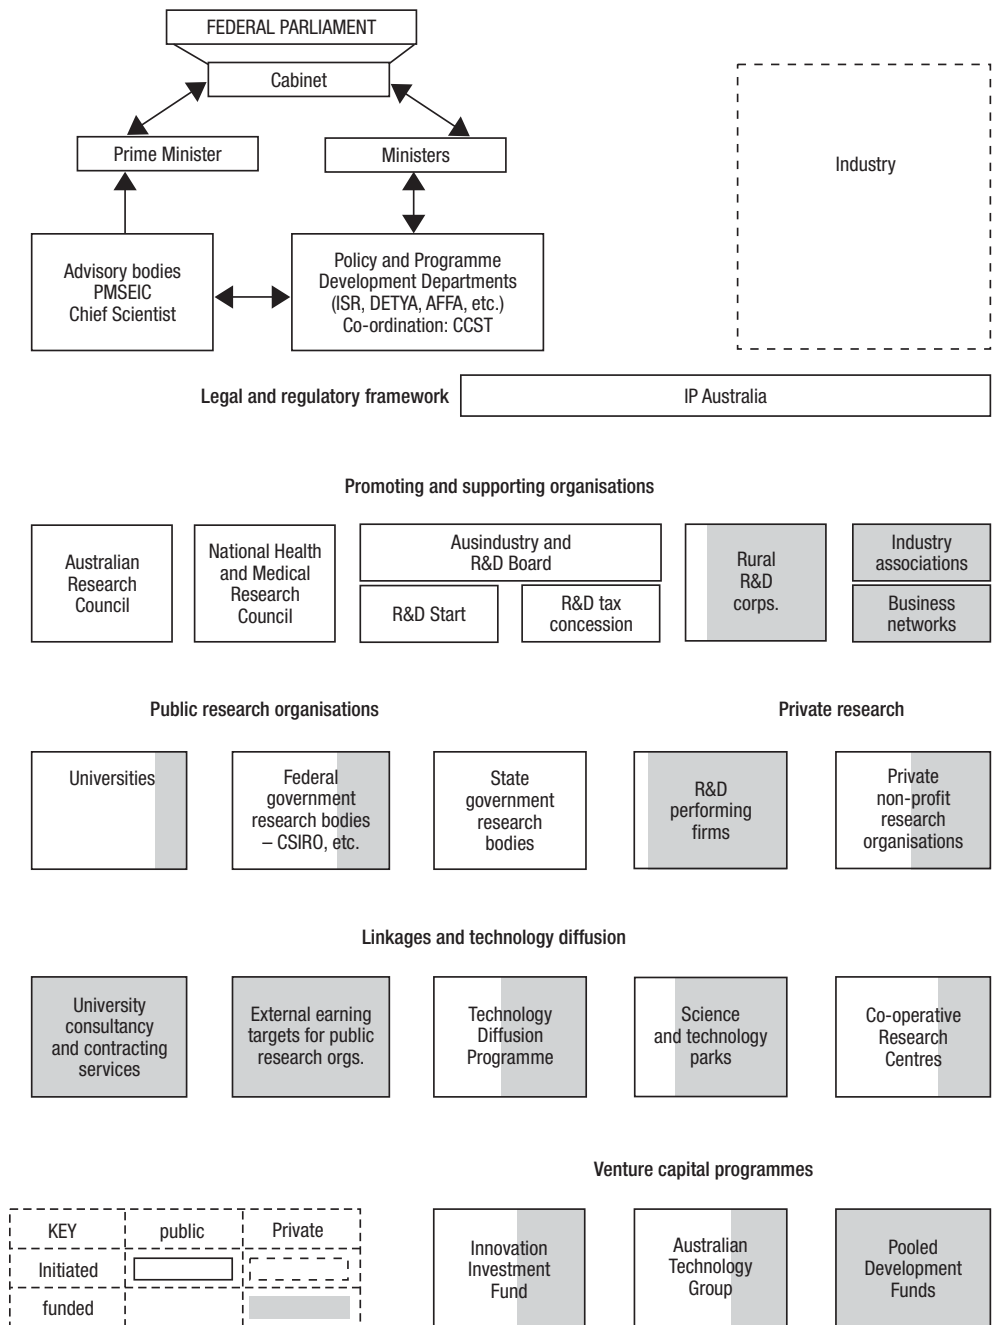 FEDERAL PARLIAMENT
Cabinet
Prime Minister
Ministers
Industry
Advisory bodies
PMSEIC
Chief Scientist
Policy and Programme
Development Departments
(ISR, DETYA, AFFA, etc.)
Co-ordination: CCST
Legal and regulatory framework
IP Australia
Promoting and supporting organisations
Australian
Research
Council
National Health
and Medical
Research
Council
Ausindustry and
R&D Board
R&D Start
R&D tax
concession
Rural
R&D
corps.
Industry
associations
Business
networks
Public research organisations
Private research
Universities
Federal
government
research bodies
– CSIRO, etc.
State
government
research
bodies
R&D
performing
firms
Private
non-profit
research
organisations
Linkages and technology diffusion
University
consultancy
and contracting
services
External earning
targets for public
research orgs.
Technology
Diffusion
Programme
Science
and technology
parks
Co-operative
Research
Centres
Venture capital programmes
KEY
public
Private
Initiated
funded
Innovation
Investment
Fund
Australian
Technology
Group
Pooled
Development
Funds